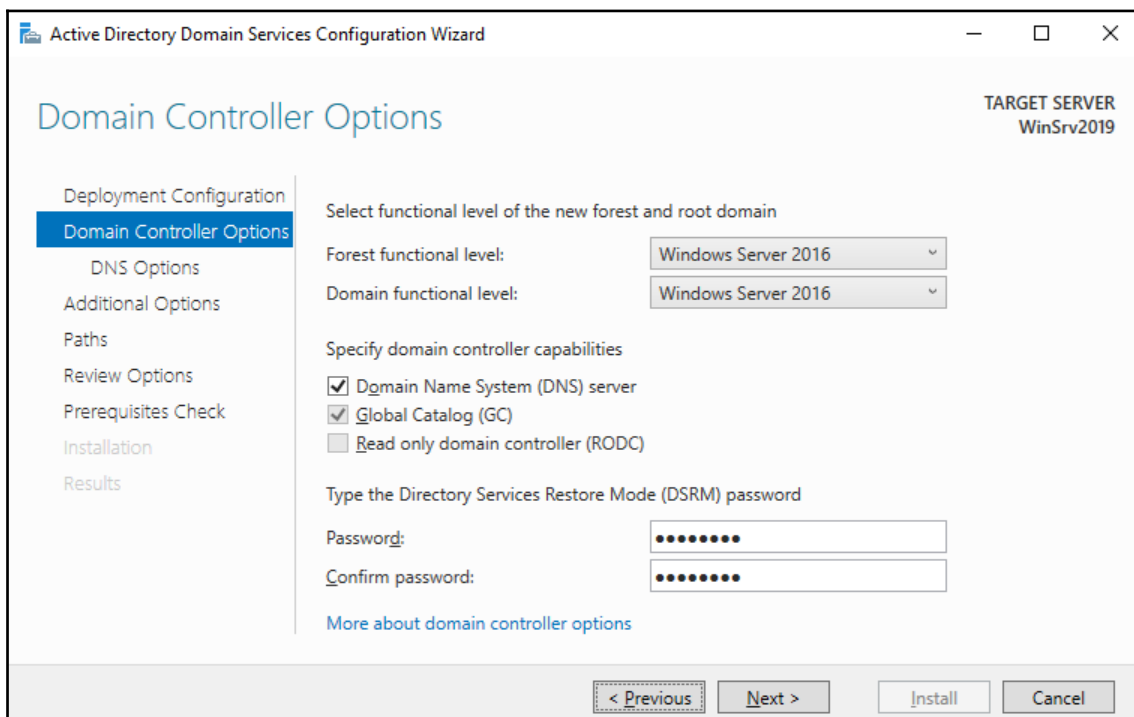 Active Directory Domain Services Configuration Wizard
Domain Controller Options
TARGET SERVER
WinSrv2019
Deployment Configuration
Domain Controller Options
DNS Options
Additional Options
Paths
Review Options
Prerequisites Check
Installation
Results
Select functional level of the new forest and root domain
Forest functional level: Windows Server 2016
Domain functional level: Windows Server 2016
Specify domain controller capabilities
Domain Name System (DNS) server
Global Catalog (GC)
Read only domain controller (RODC)
Type the Directory Services Restore Mode (DSRM) password
Password: ●●●●●●●●
Confirm password: ●●●●●●●●
More about domain controller options
< Previous Next > Install Cancel